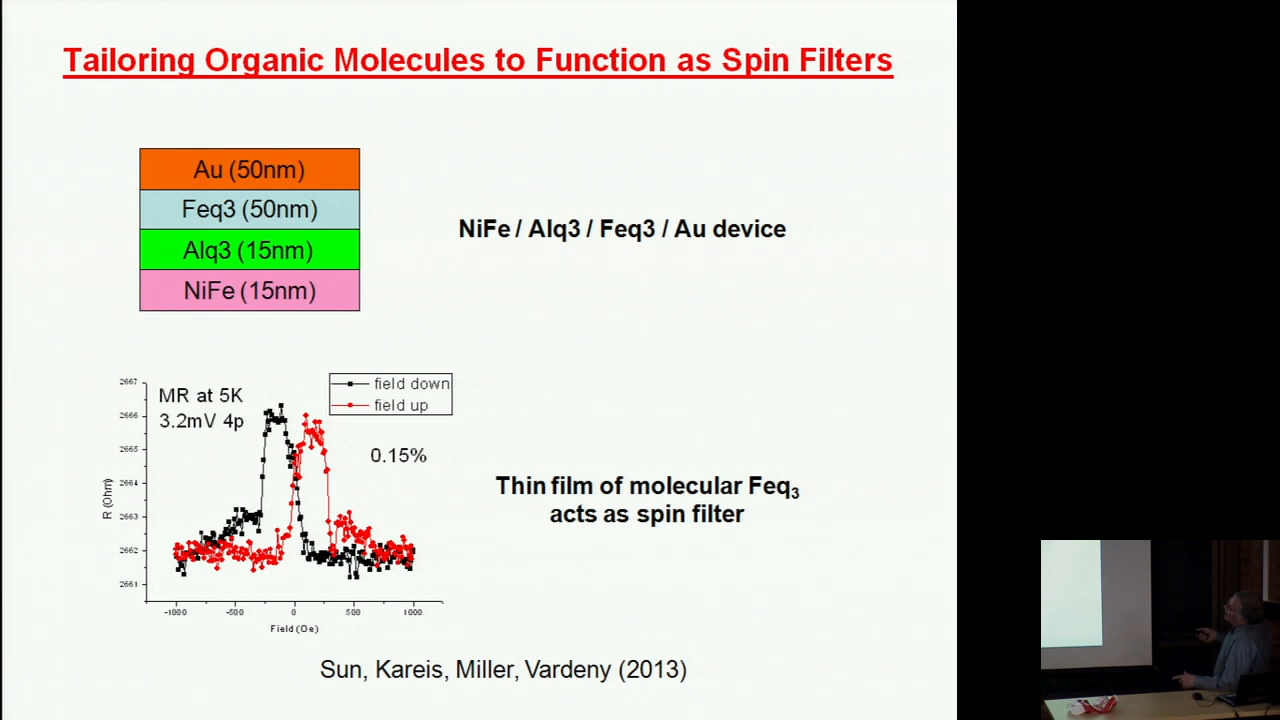 Tailoring Organic Molecules to Function as Spin Filters
Au (50nm)
Feq3 (50nm)
Alq3 (15nm)
NiFe (15nm)
NiFe / Alq3 / Feq3 / Au device
MR at 5K
3.2mV 4p
field down
field up
0.15%
2667
2666
2665
2664
2663
2662
2661
R (Ohm)
-1000
-500
0
500
1000
Field (Oe)
Thin film of molecular Feq₃
acts as spin filter
Sun, Kareis, Miller, Vardeny (2013)